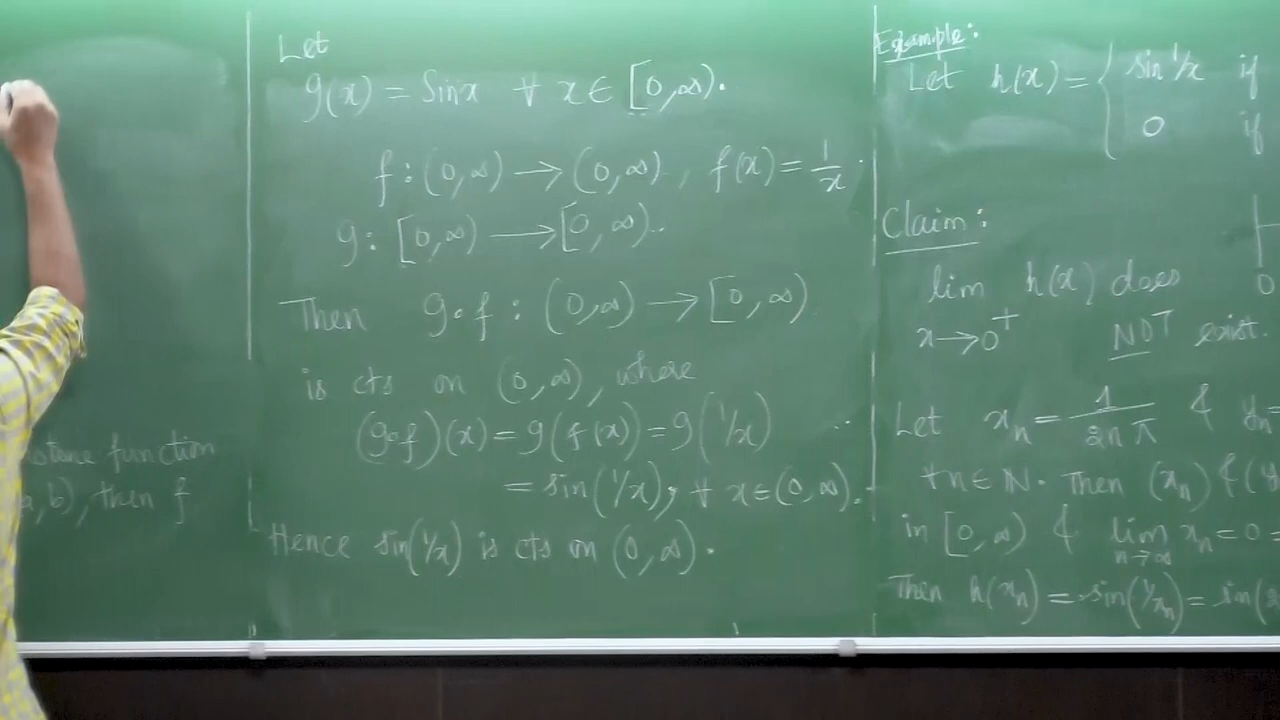 function
a, b), then f
Let
g(x) = Sin x ∀ x ∈ [0, ∞).
f : (0, ∞) → (0, ∞), f(x) = 1/x.
g : [0, ∞) → [0, ∞).
Then g∘f : (0, ∞) → [0, ∞)
is cts on (0, ∞), where
(g∘f)(x) = g(f(x)) = g(1/x)
= sin(1/x), ∀ x ∈ (0, ∞).
Hence sin(1/x) is cts on (0, ∞).
Example:
Let h(x) = { sin 1/x if
0 if
Claim:
0
lim h(x) does
x→0⁺ NOT exist.
Let xₙ = 1/2nπ & yₙ =
∀ n ∈ ℕ. Then (xₙ) & (y
in [0, ∞) & lim xₙ = 0 =
n→∞
Then h(xₙ) = sin(1/xₙ) = sin(2